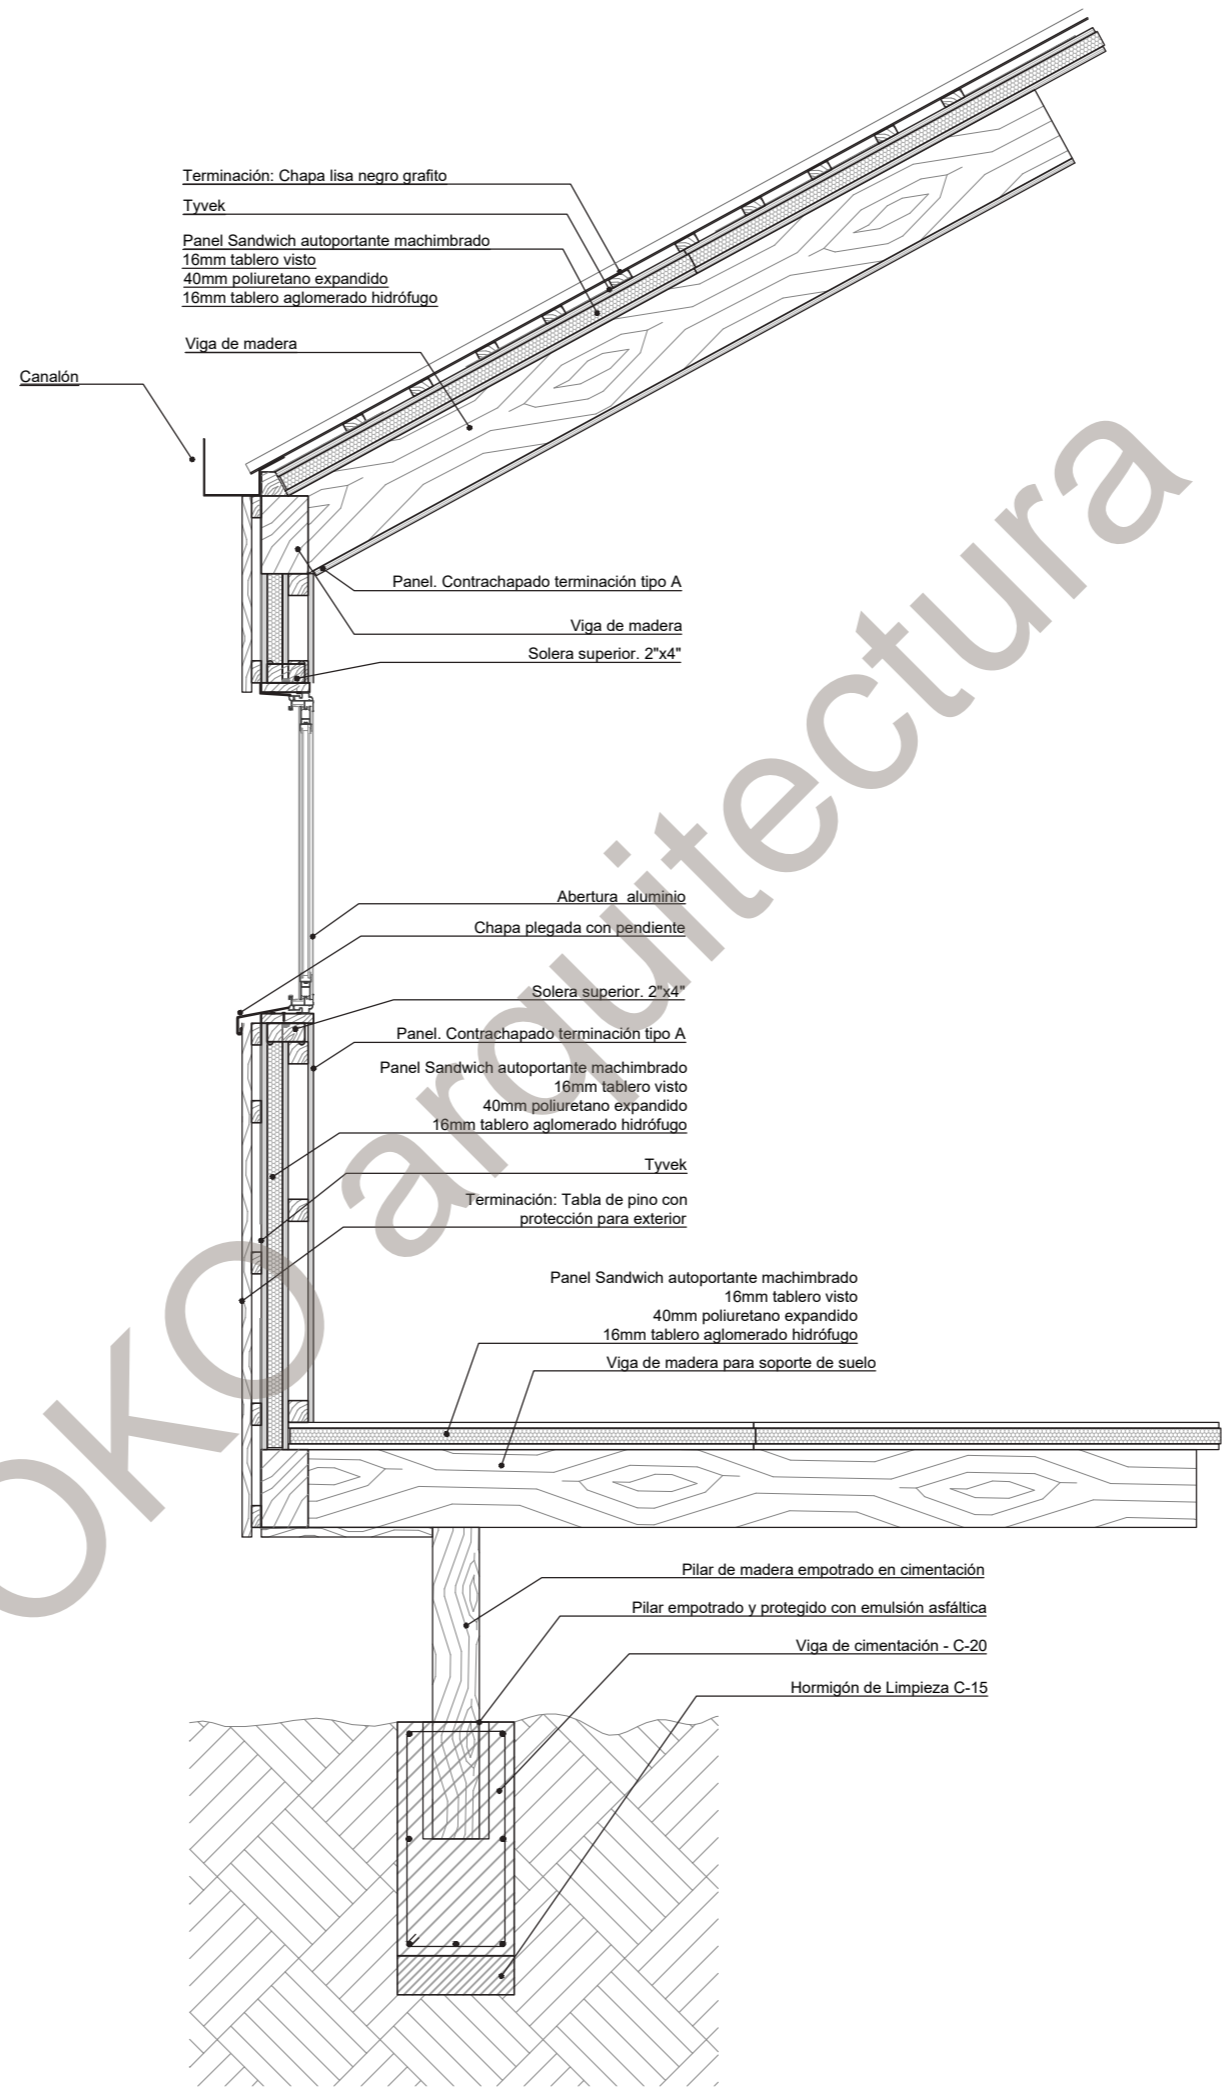 Terminación: Chapa lisa negro grafito
Tyvek
Panel Sandwich autoportante machimbrado
16mm tablero visto
40mm poliuretano expandido
16mm tablero aglomerado hidrófugo
Viga de madera
Canalón
Panel. Contrachapado terminación tipo A
Viga de madera
Solera superior. 2"x4"
Abertura aluminio
Chapa plegada con pendiente
Solera superior. 2"x4"
Panel. Contrachapado terminación tipo A
Panel Sandwich autoportante machimbrado
16mm tablero visto
40mm poliuretano expandido
16mm tablero aglomerado hidrófugo
Tyvek
Terminación: Tabla de pino con
protección para exterior
Panel Sandwich autoportante machimbrado
16mm tablero visto
40mm poliuretano expandido
16mm tablero aglomerado hidrófugo
Viga de madera para soporte de suelo
Pilar de madera empotrado en cimentación
Pilar empotrado y protegido con emulsión asfáltica
Viga de cimentación - C-20
Hormigón de Limpieza C-15
OKO arquitectura